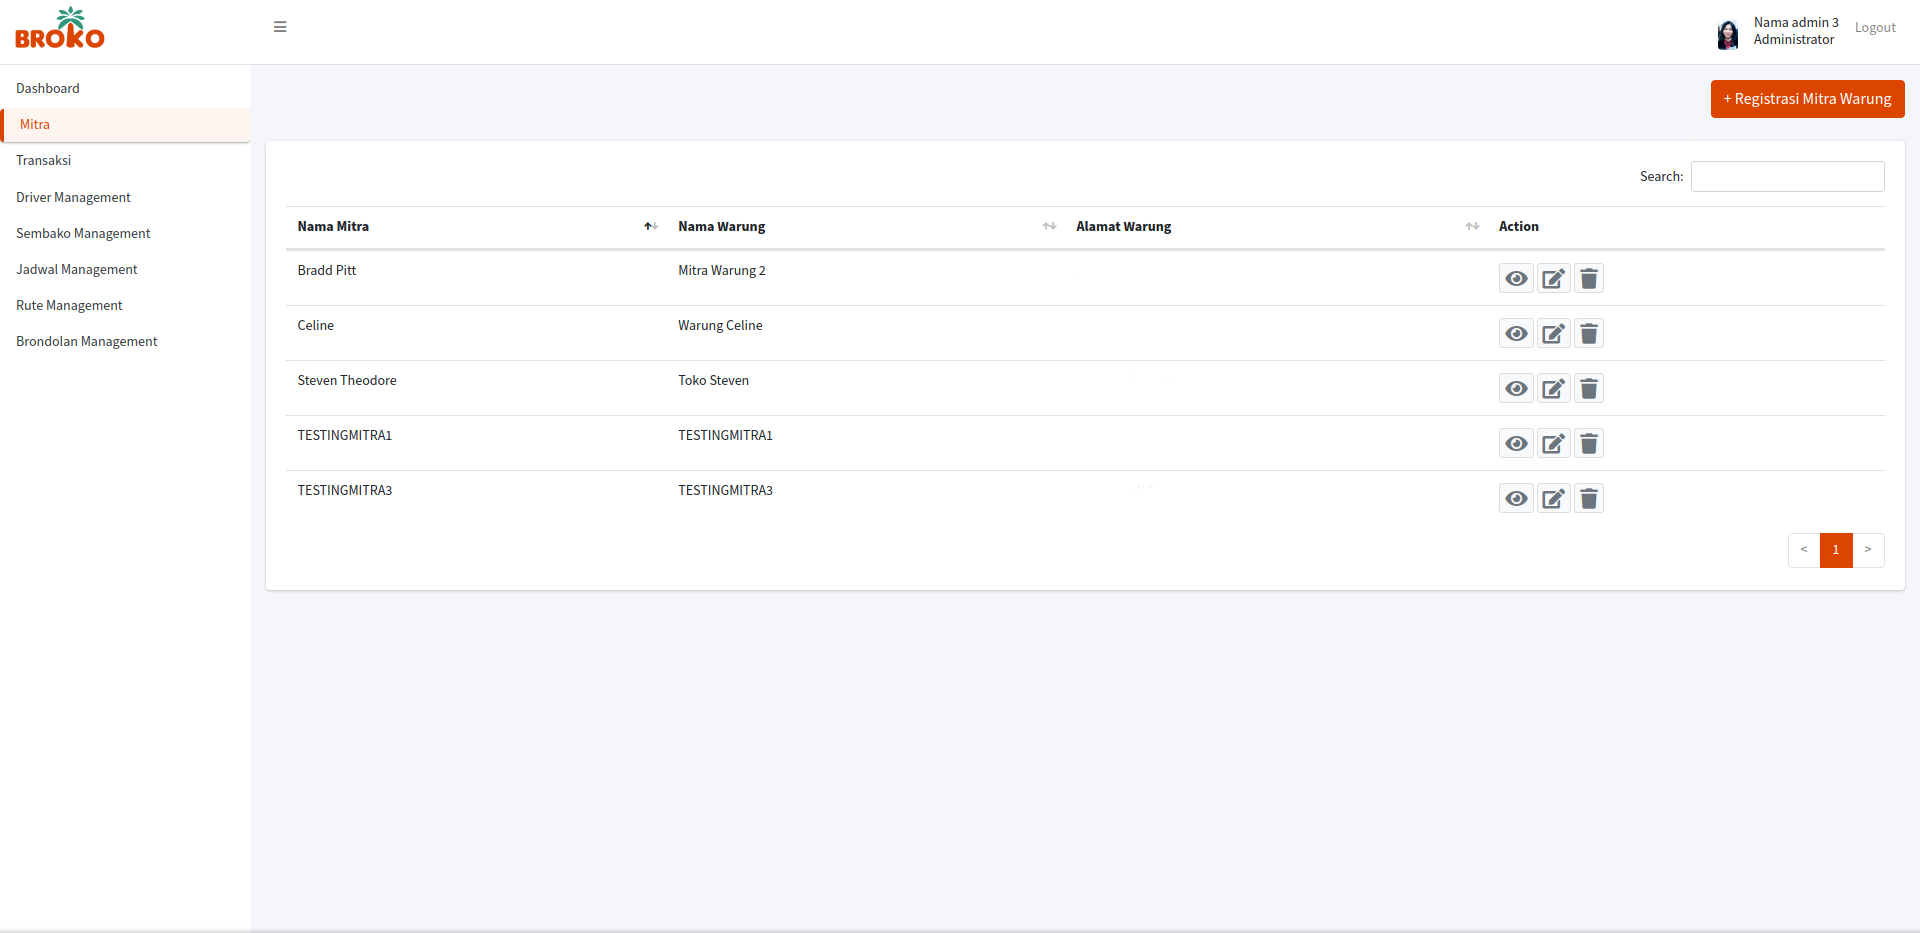 BROKO
Nama admin 3
Administrator
Logout
Dashboard
Mitra
Transaksi
Driver Management
Sembako Management
Jadwal Management
Rute Management
Brondolan Management
+ Registrasi Mitra Warung
Search:
Nama Mitra Nama Warung Alamat Warung Action
Bradd Pitt Mitra Warung 2
Celine Warung Celine
Steven Theodore Toko Steven
TESTINGMITRA1 TESTINGMITRA1
TESTINGMITRA3 TESTINGMITRA3
< 1 >